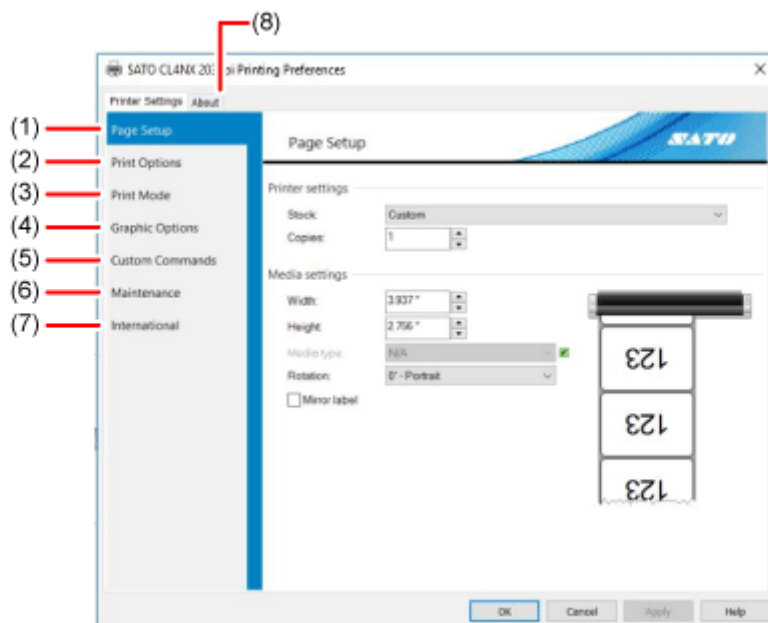 (8)
SATO CL4NX 203 pi Printing Preferences
Printer Settings About
(1) Page Setup
Page Setup
SATO
(2) Print Options
(3) Print Mode
(4) Graphic Options
(5) Custom Commands
(6) Maintenance
(7) International
Printer settings
Stock: Custom
Copies: 1
Media settings
Width: 3.937 "
Height: 2.756 "
Media type: N/A
Rotation: 0° - Portrait
Mirror label
123
123
123
OK Cancel Apply Help